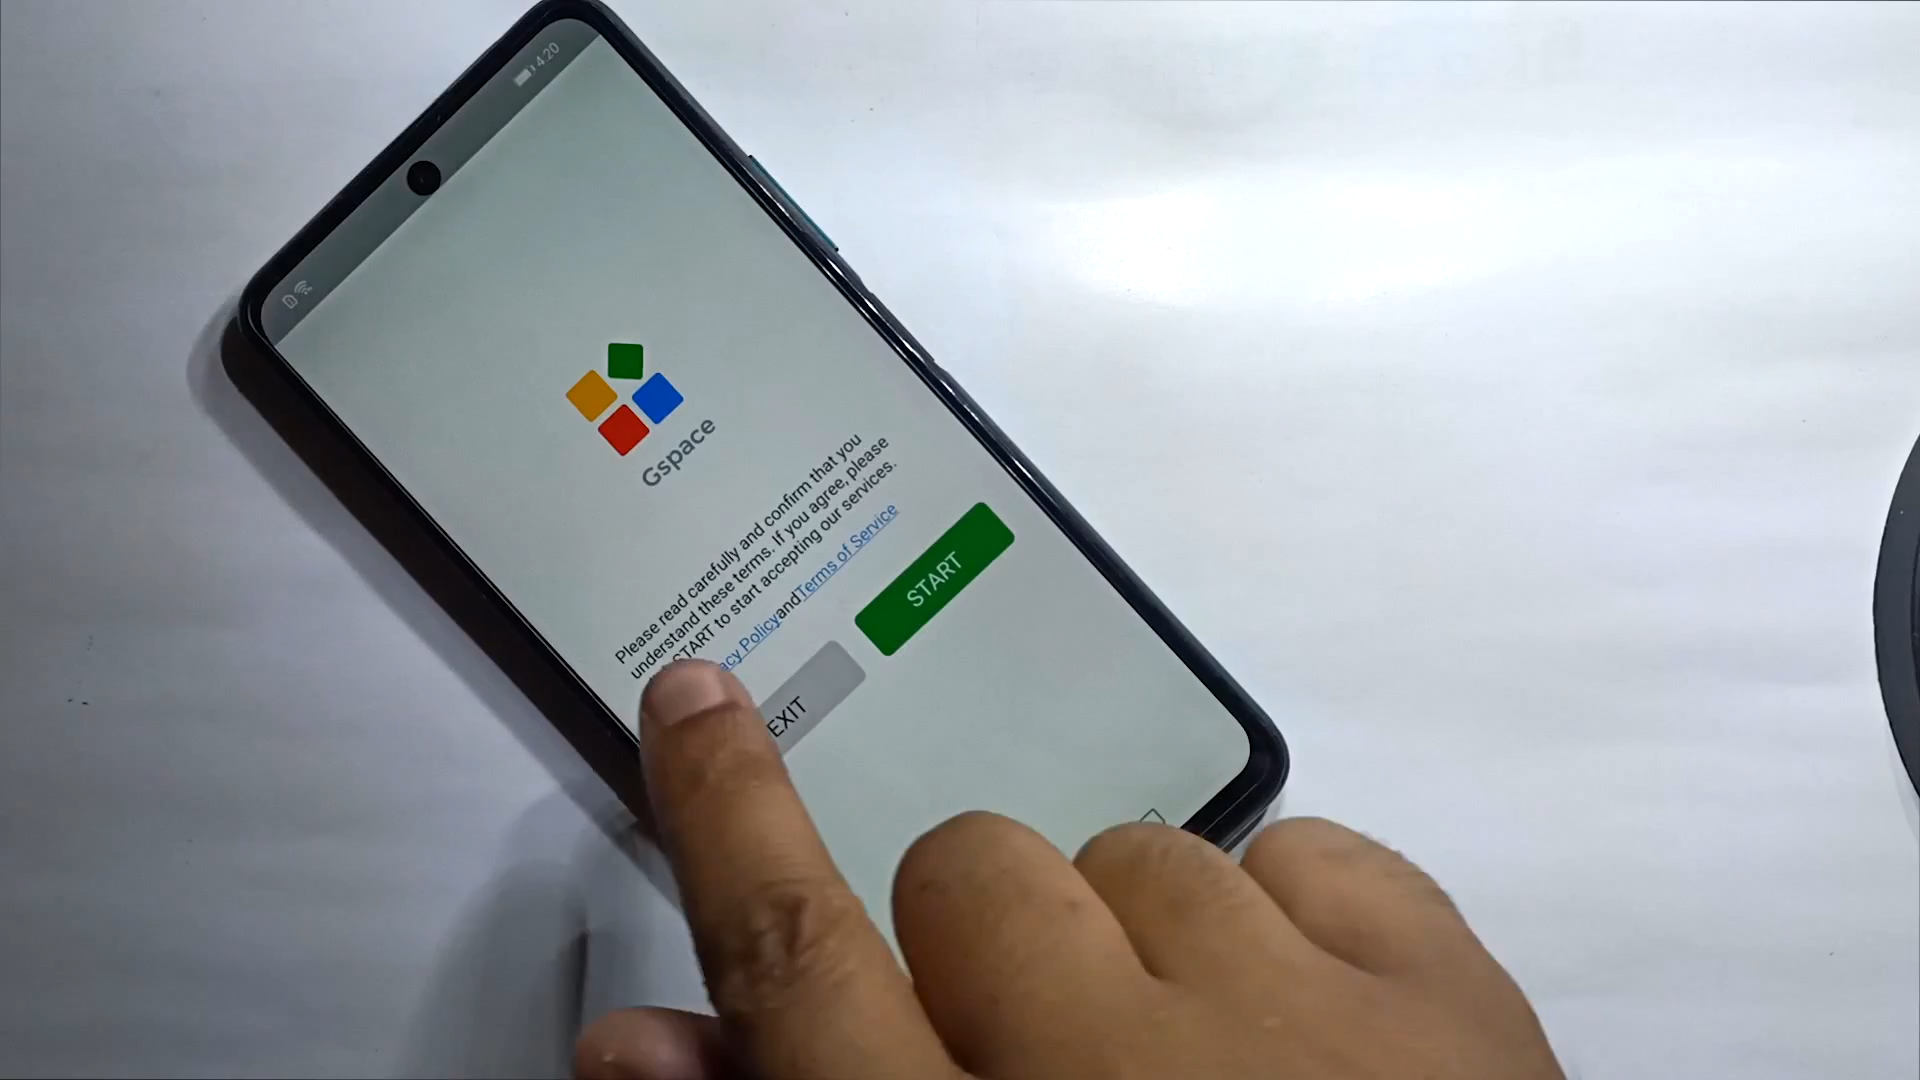 4:20
Gspace
Please read carefully and confirm that you
understand these terms. If you agree, please
START to start accepting our services.
Policy and Terms of Service
EXIT
START